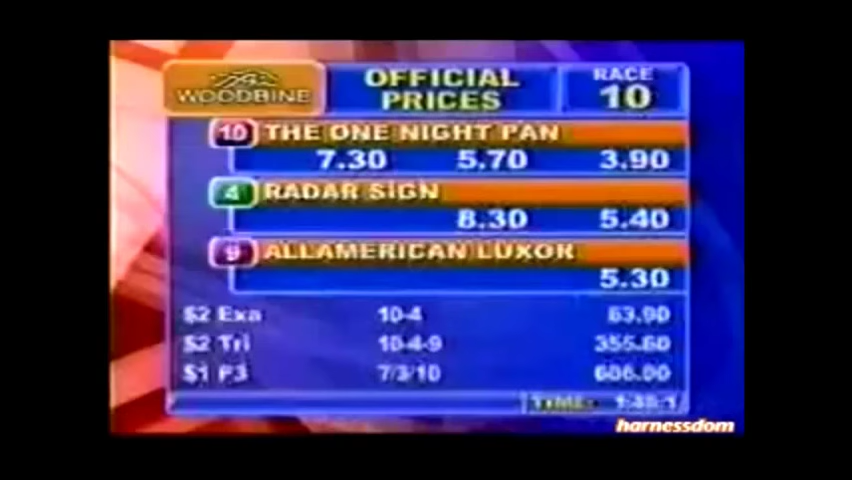 WOODBINE
OFFICIAL
PRICES
RACE
10
10 THE ONE NIGHT PAN
7.30 5.70 3.90
4 RADAR SIGN
8.30 5.40
9 ALLAMERICAN LUXOR
5.30
$2 Exa 10-4
$2 Tri 10-4-9 355.60
$1 P3 7/3/10 606.00
TIME:
harnessdom